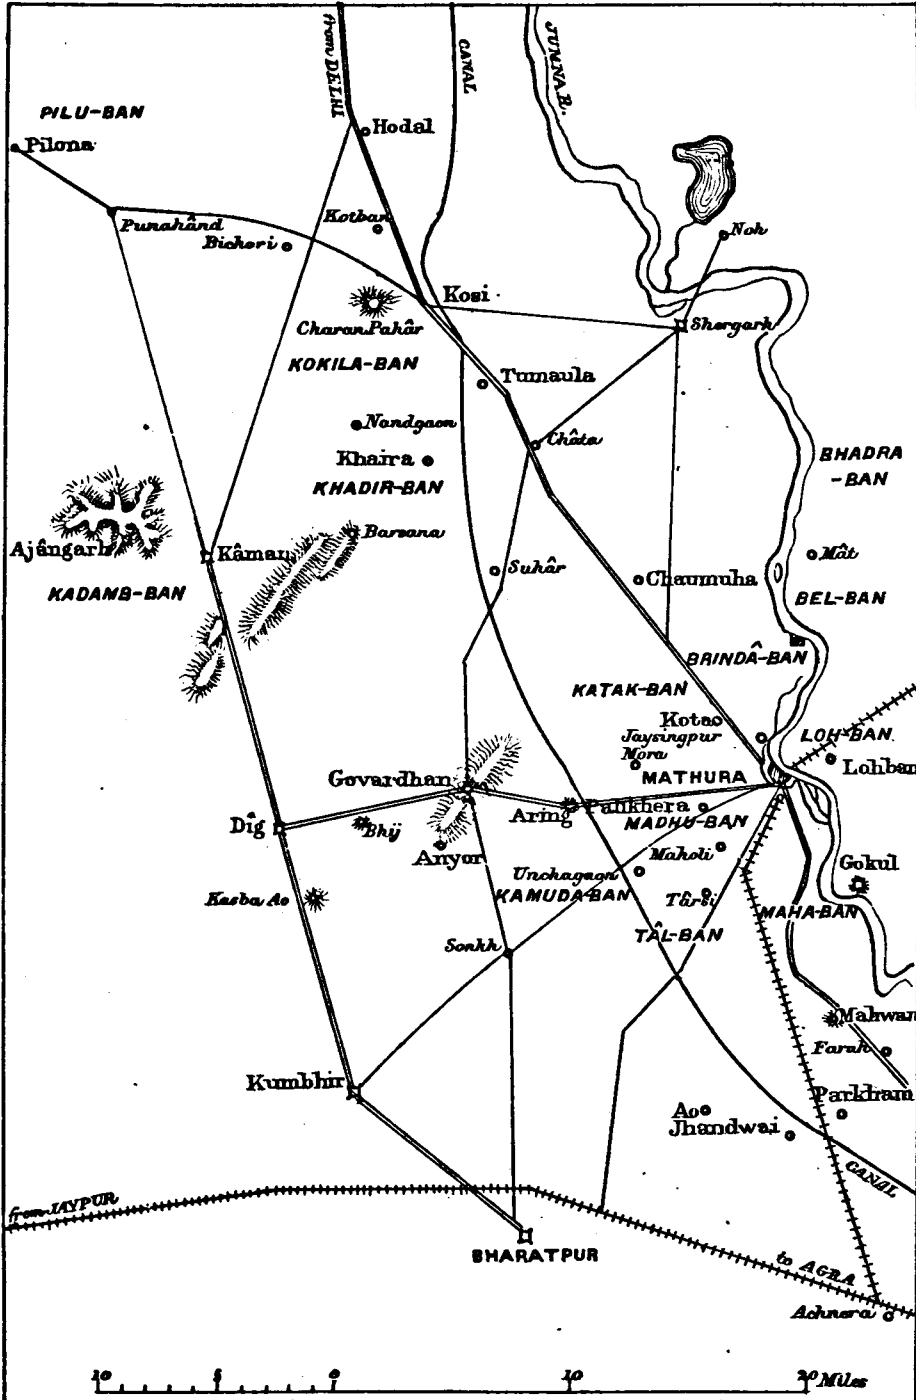 from DELHI
CANAL
JUMNA R.
PILU-BAN
Pilona
Hodal
Punahând
Kotban
Bichori
Noh
Kosi
Charan Pahâr
Shergarh
KOKILA-BAN
Tumaula
Nandgaon
Châta
Khaira
BHADRA
-BAN
KHADIR-BAN
Ajângarh
Kâman
Barsana
Mât
Suhâr
Chaumuha
KADAMB-BAN
BEL-BAN
BRINDÂ-BAN
KATAK-BAN
Kota
Jaysingpur
LOH-BAN
Mora
Lohban
Govardhan
MATHURA
Aring
Palikhera
Dîg
Bhij
MADHU-BAN
Anyor
Maholi
Gokul
Unchagaon
Kasba Ao
KAMUDA-BAN
Târsi
MAHA-BAN
TÂL-BAN
Sonkh
Mahwan
Farah
Kumbhir
Parkham
Ao
Jhandwai
CANAL
from JAYPUR
BHARATPUR
to AGRA
Achnera
10 5 0 10 20 Miles